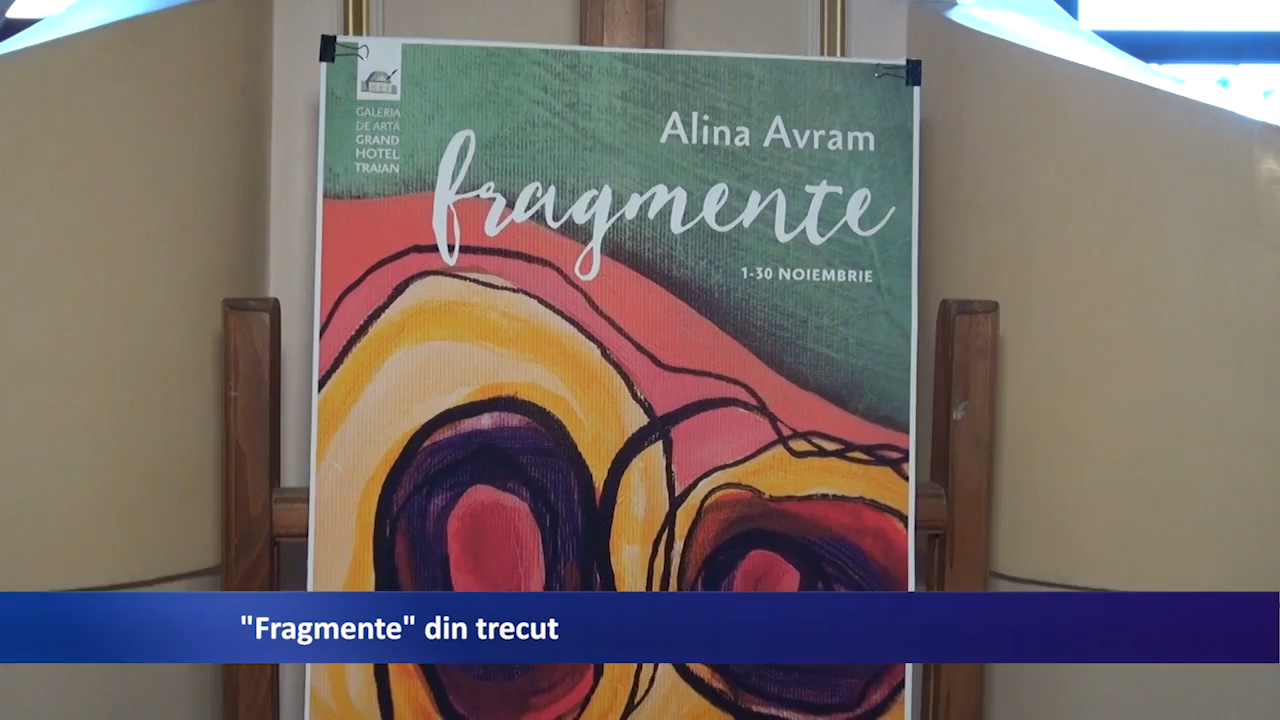 GALERIA
DE ARTĂ
GRAND
HOTEL
TRAIAN
Alina Avram
fragmente
1-30 NOIEMBRIE
"Fragmente" din trecut